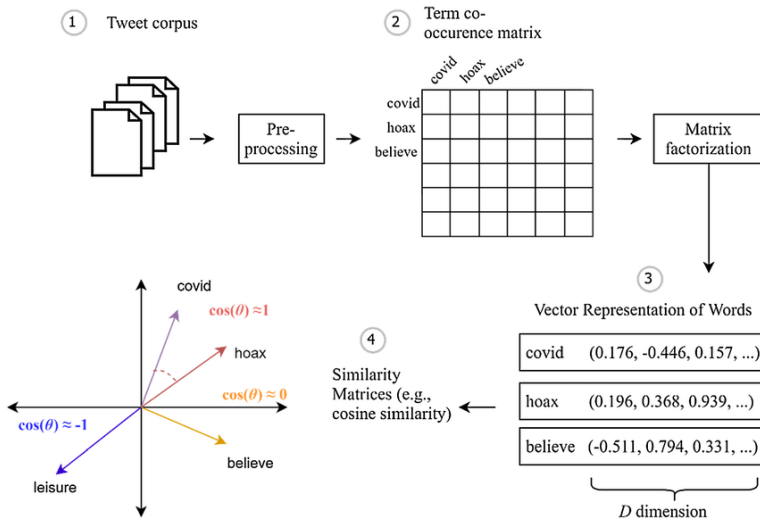 1
Tweet corpus
2
Term co-
occurence matrix
covid
hoax
believe
covid
hoax
believe
Pre-
processing
Matrix
factorization
3
Vector Representation of Words
covid (0.176, -0.446, 0.157, ...)
hoax (0.196, 0.368, 0.939, ...)
believe (-0.511, 0.794, 0.331, ...)
D dimension
4
Similarity
Matrices (e.g.,
cosine similarity)
covid
cos(θ) ≈1
hoax
cos(θ) ≈ 0
cos(θ) ≈ -1
believe
leisure